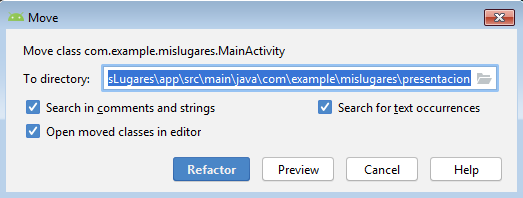 Move
Move class com.example.mislugares.MainActivity
To directory: sLugares\app\src\main\java\com\example\mislugares\presentacion
Search in comments and strings Search for text occurrences
Open moved classes in editor
Refactor Preview Cancel Help